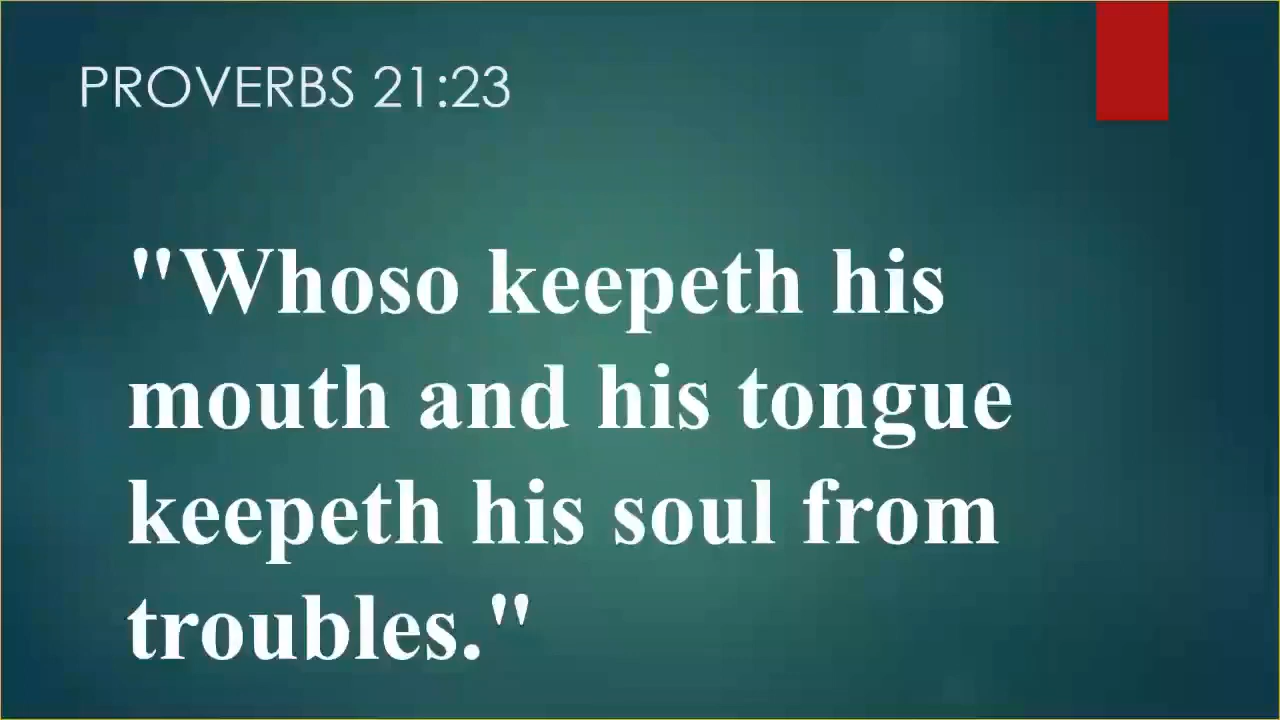 PROVERBS 21:23
"Whoso keepeth his
mouth and his tongue
keepeth his soul from
troubles."